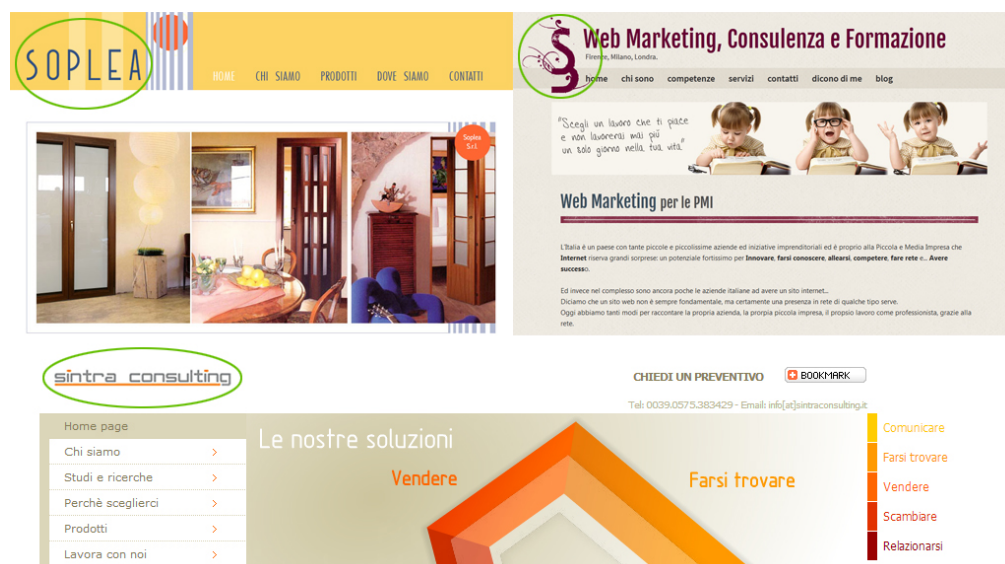 SOPLEA
HOME CHI SIAMO PRODOTTI DOVE SIAMO CONTATTI
Soplea
S.r.l.
S
Web Marketing, Consulenza e Formazione
Firenze, Milano, Londra.
home chi sono competenze servizi contatti dicono di me blog
"Scegli un lavoro che ti piace
e non lavorerai mai più
un solo giorno nella tua vita"
Web Marketing per le PMI
L'Italia è un paese con tante piccole e piccolissime aziende ed iniziative imprenditoriali ed è proprio alla Piccola e Media Impresa che
Internet riserva grandi sorprese: un potenziale fortissimo per Innovare, farsi conoscere, allearsi, competere, fare rete e... Avere
successo.
Ed invece nel complesso sono ancora poche le aziende italiane ad avere un sito internet...
Diciamo che un sito web non è sempre fondamentale, ma certamente una presenza in rete di qualche tipo serve.
Oggi abbiamo tanti modi per raccontare la propria azienda, la prorpia piccola impresa, il propsio lavoro come professionista, grazie alla
rete.
sintra consulting
CHIEDI UN PREVENTIVO BOOKMARK
Tel: 0039.0575.383429 - Email: info[at]sintraconsulting.it
Home page
Chi siamo
Studi e ricerche
Perchè sceglierci
Prodotti
Lavora con noi
Le nostre soluzioni
Vendere
Farsi trovare
Comunicare
Farsi trovare
Vendere
Scambiare
Relazionarsi